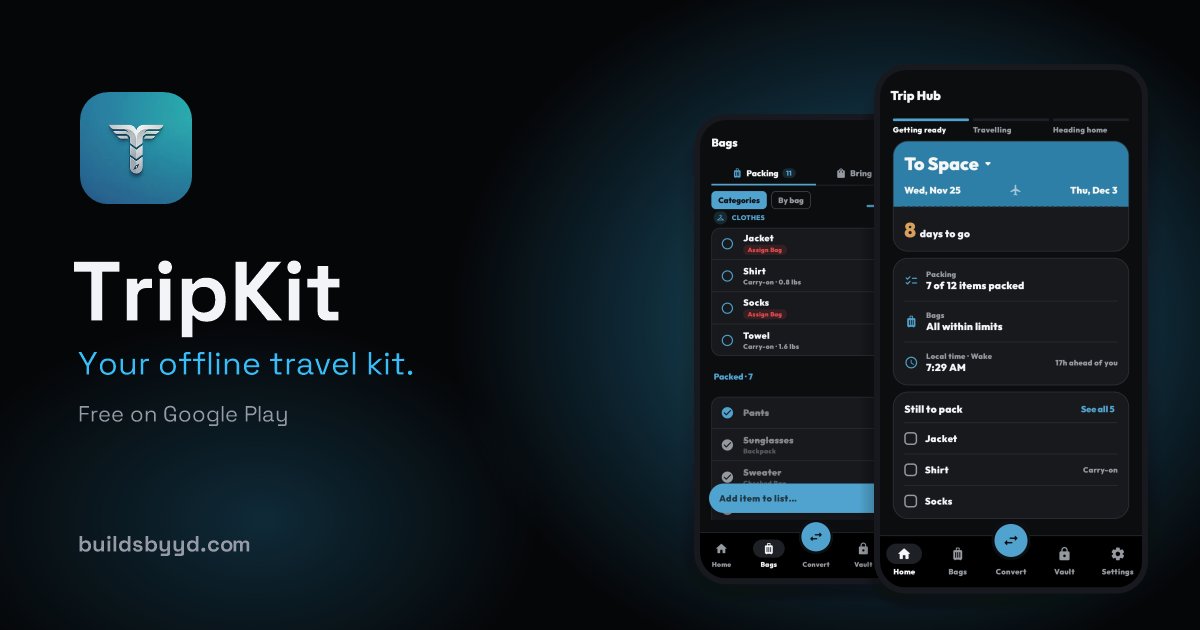 TripKit
Your offline travel kit.
Free on Google Play
buildsbyyd.com
Bags
Packing 11
Bring
Categories
By bag
CLOTHES
Jacket
Assign Bag
Shirt
Carry-on · 0.8 lbs
Socks
Assign Bag
Towel
Carry-on · 1.6 lbs
Packed · 7
Pants
Sunglasses
Backpack
Sweater
Add item to list...
Home
Bags
Convert
Vault
Trip Hub
Getting ready
Travelling
Heading home
To Space
Wed, Nov 25
Thu, Dec 3
8 days to go
Packing
7 of 12 items packed
Bags
All within limits
Local time · Wake
7:29 AM
17h ahead of you
Still to pack
See all 5
Jacket
Shirt
Carry-on
Socks
Home
Bags
Convert
Vault
Settings